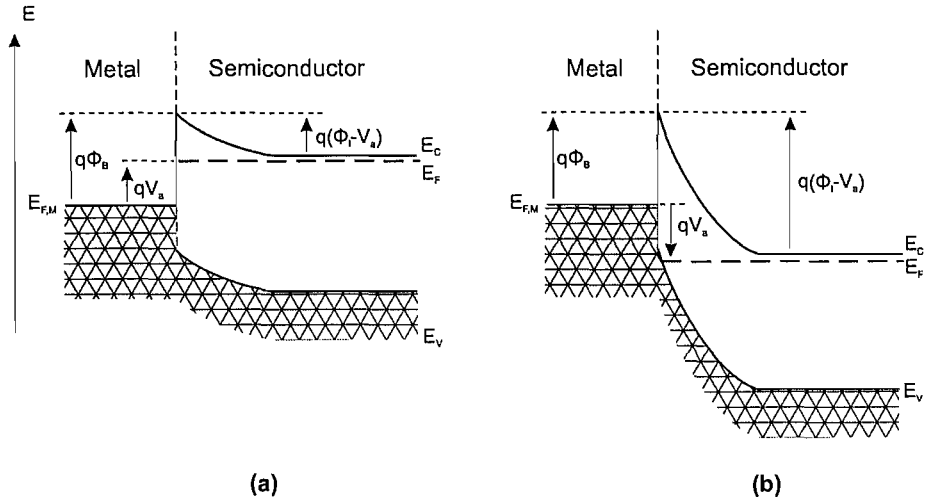 E
Metal Semiconductor
qΦB
qVa
q(ΦI-Va)
EC
EF
EF,M
EV
(a)
Metal Semiconductor
qΦB
qVa
q(ΦI-Va)
EC
EF
EF,M
EV
(b)